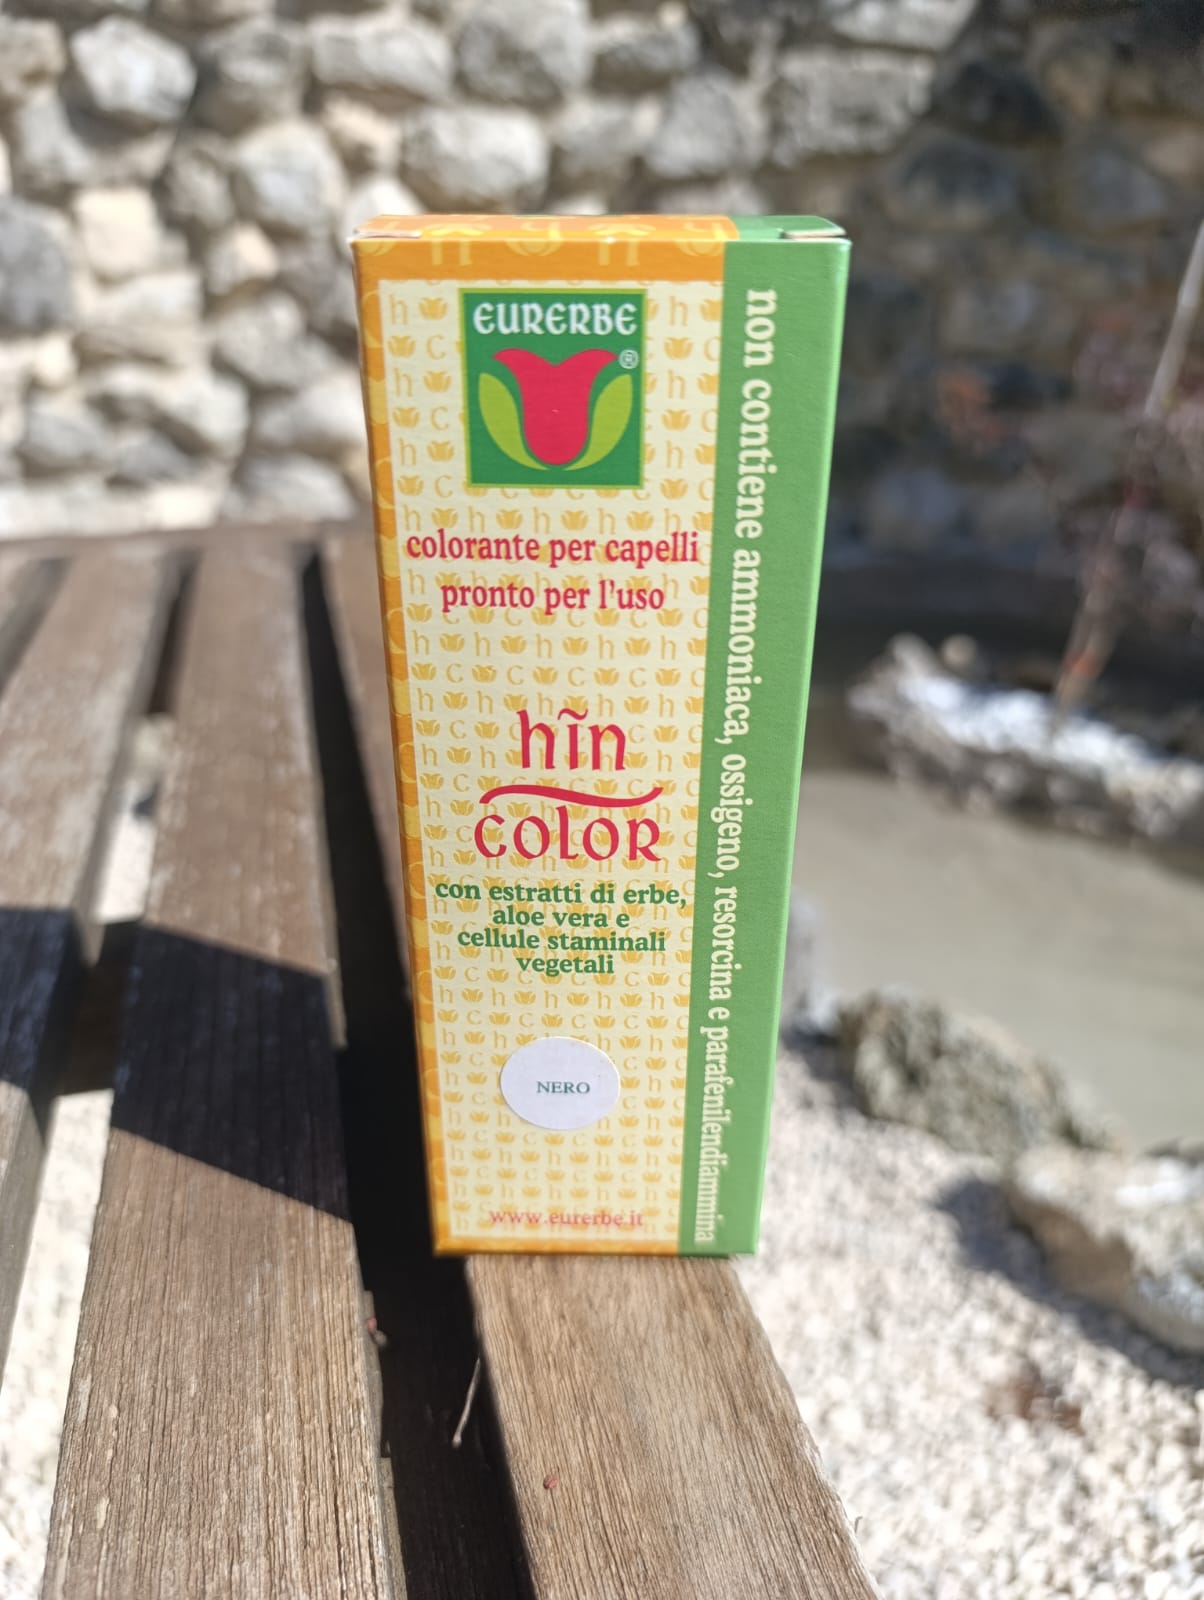 EURERBE
®
colorante per capelli
pronto per l'uso
hĩn
COLOR
con estratti di erbe,
aloe vera e
cellule staminali
vegetali
NERO
www.eurerbe.it
non contiene ammoniaca, ossigeno, resorcina e parafenilendiammina